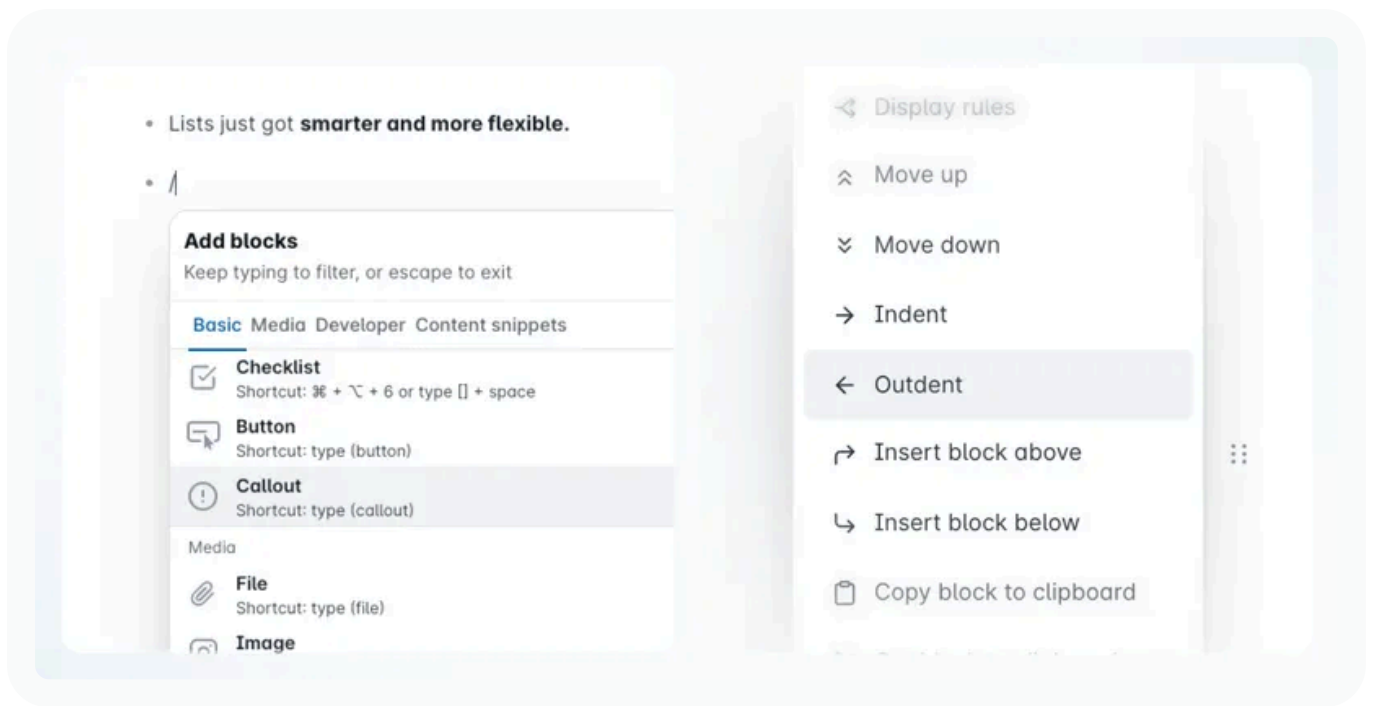 • Lists just got smarter and more flexible.
• /
Add blocks
Keep typing to filter, or escape to exit
Basic Media Developer Content snippets
Checklist
Shortcut: ⌘ + ⌥ + 6 or type [] + space
Button
Shortcut: type (button)
Callout
Shortcut: type (callout)
Media
File
Shortcut: type (file)
Image
Display rules
Move up
Move down
Indent
Outdent
Insert block above
Insert block below
Copy block to clipboard